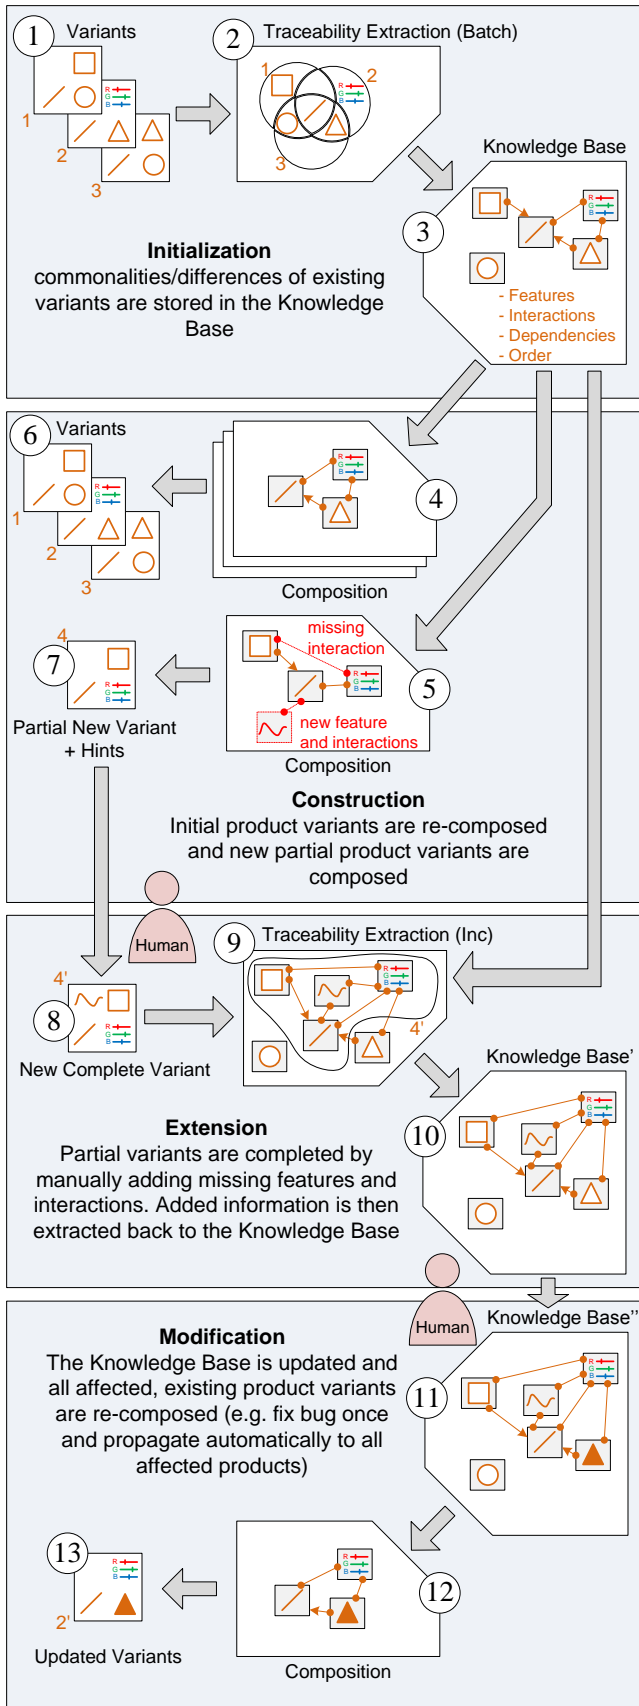 1
Variants
2
Traceability Extraction (Batch)
R
G
B
1
2
3
1
2
R
G
B
3
Knowledge Base
3
R
G
B
- Features
- Interactions
- Dependencies
- Order
Initialization
commonalities/differences of existing
variants are stored in the Knowledge
Base
6
Variants
R
G
B
1
2
3
4
R
G
B
Composition
4
7
R
G
B
Partial New Variant
+ Hints
missing
interaction
R
G
B
5
new feature
and interactions
Composition
Construction
Initial product variants are re-composed
and new partial product variants are
composed
Human
4'
8
R
G
B
New Complete Variant
9
Traceability Extraction (Inc)
R
G
B
4'
Knowledge Base'
10
R
G
B
Extension
Partial variants are completed by
manually adding missing features and
interactions. Added information is then
extracted back to the Knowledge Base
Human
Knowledge Base''
11
R
G
B
Modification
The Knowledge Base is updated and
all affected, existing product variants
are re-composed (e.g. fix bug once
and propagate automatically to all
affected products)
13
R
G
B
2'
Updated Variants
12
R
G
B
Composition